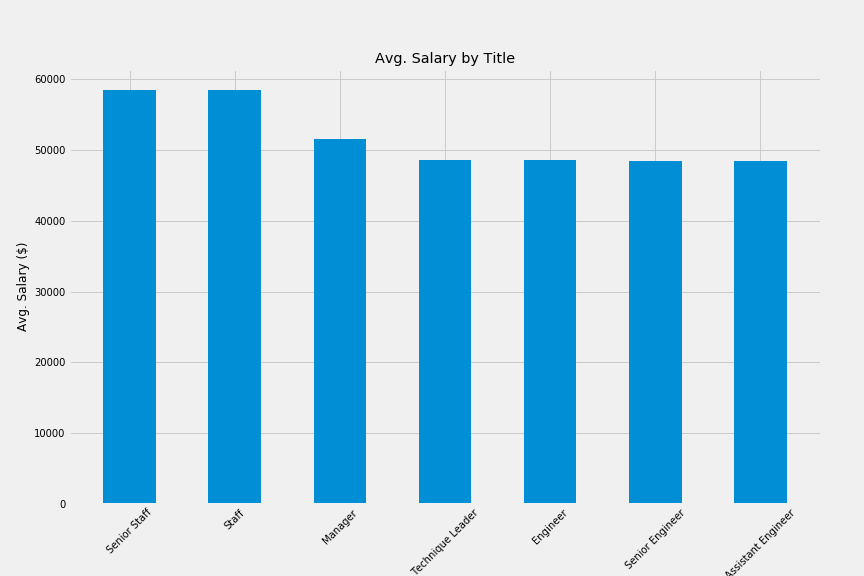 Avg. Salary by Title
Avg. Salary ($)
60000
50000
40000
30000
20000
10000
0
Senior Staff
Staff
Manager
Technique Leader
Engineer
Senior Engineer
Assistant Engineer